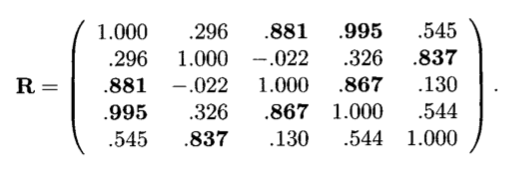 1.000 .296 .881 .995 .545
.296 1.000 −.022 .326 .837
R = .881 −.022 1.000 .867 .130 .
.995 .326 .867 1.000 .544
.545 .837 .130 .544 1.000